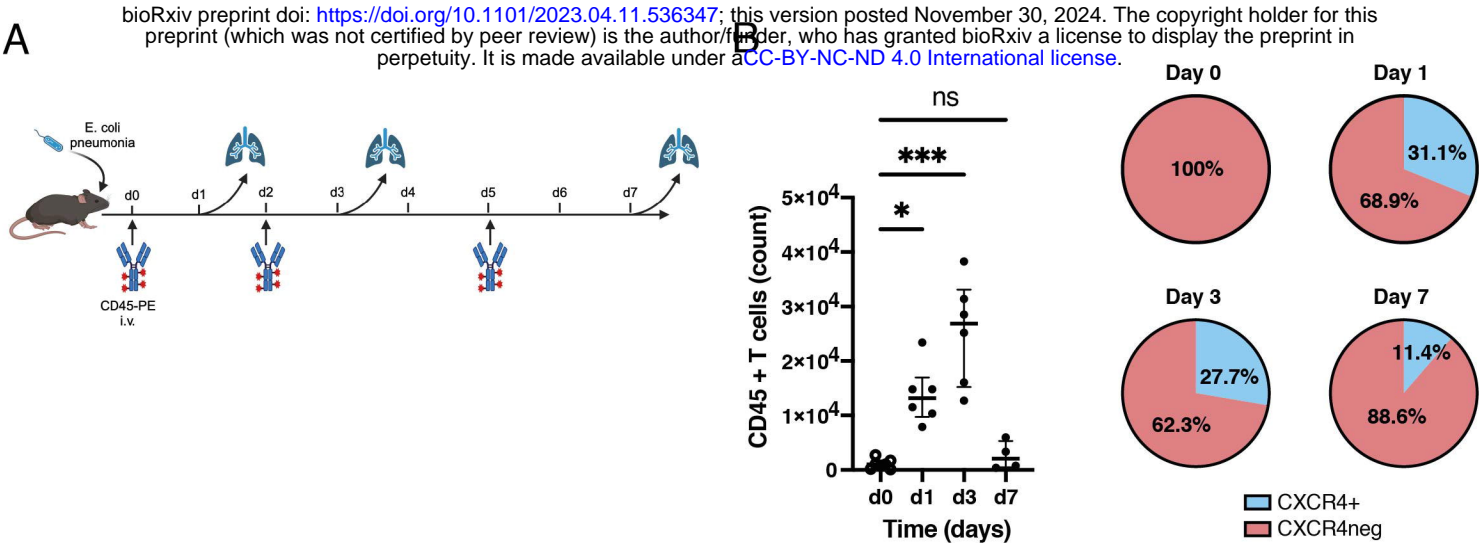 bioRxiv preprint doi: https://doi.org/10.1101/2023.04.11.536347; this version posted November 30, 2024. The copyright holder for this
preprint (which was not certified by peer review) is the author/funder, who has granted bioRxiv a license to display the preprint in
perpetuity. It is made available under aCC-BY-NC-ND 4.0 International license.
A
E. coli
pneumonia
d0
d1
d2
d3
d4
d5
d6
d7
CD45-PE
i.v.
B
ns
***
*
CD45 + T cells (count)
5×10⁴
4×10⁴
3×10⁴
2×10⁴
1×10⁴
0
d0
d1
d3
d7
Time (days)
Day 0
100%
Day 1
31.1%
68.9%
Day 3
27.7%
62.3%
Day 7
11.4%
88.6%
CXCR4+
CXCR4neg